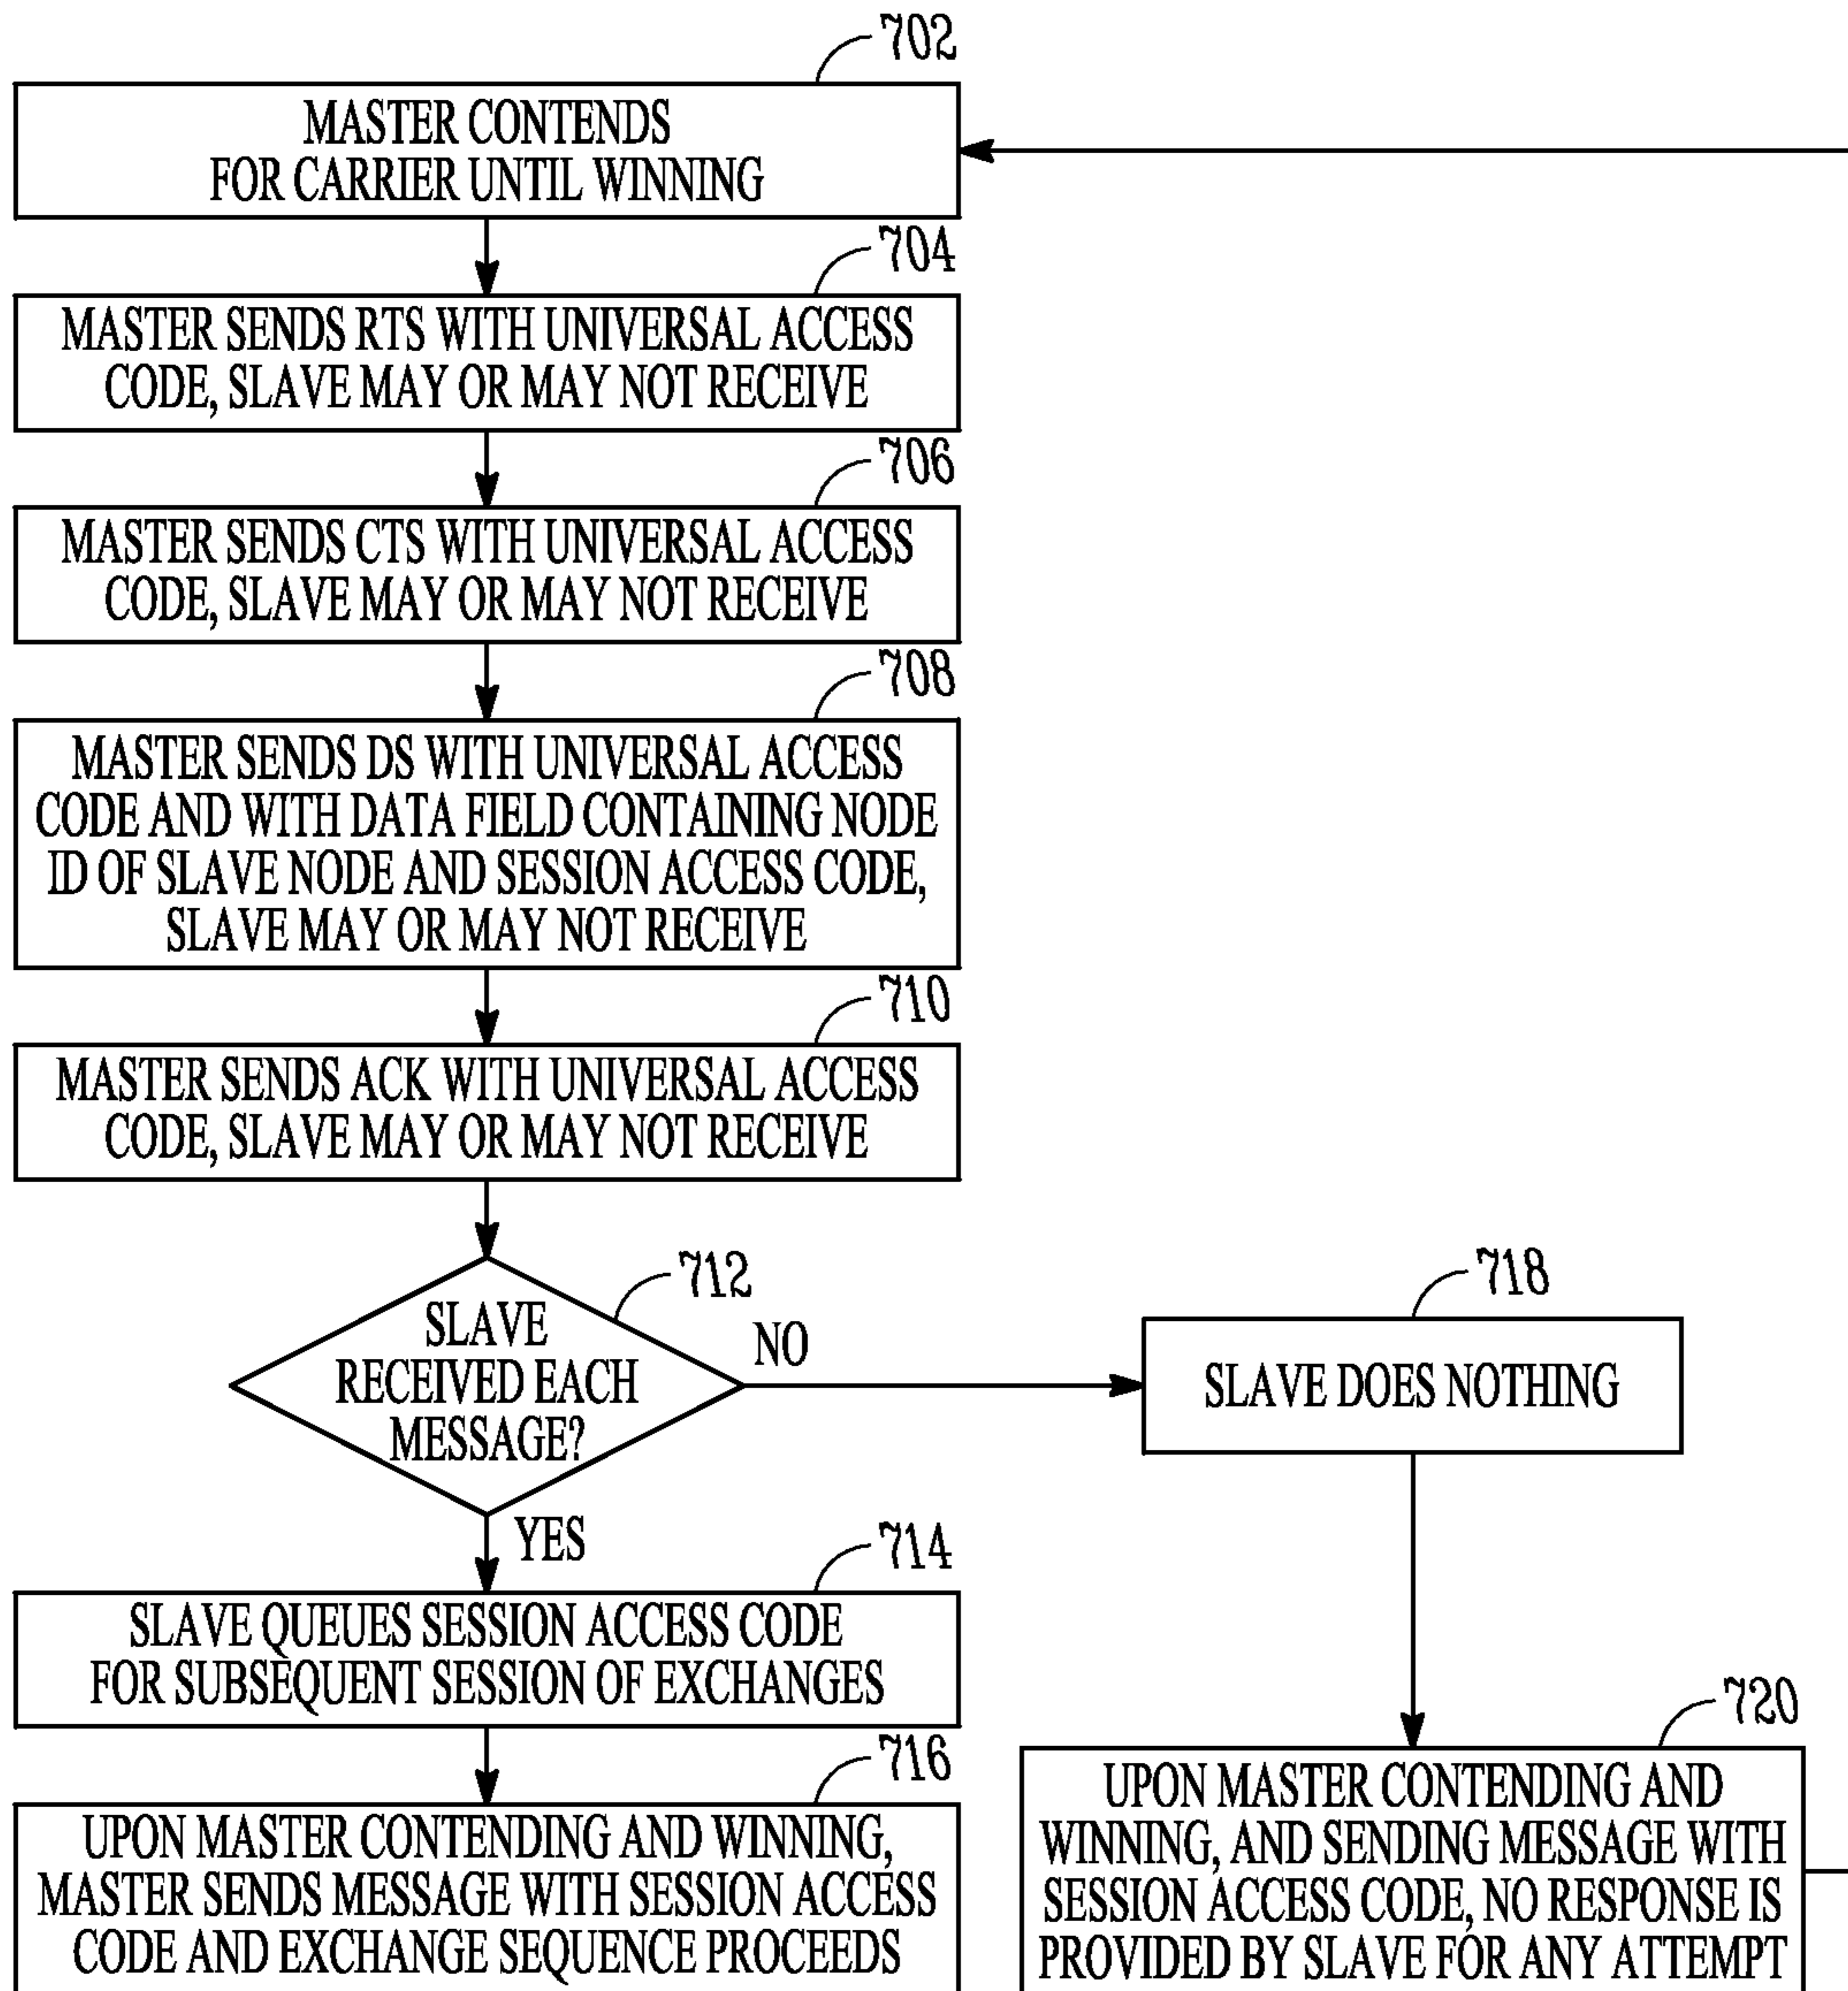 702
MASTER CONTENDS
FOR CARRIER UNTIL WINNING
704
MASTER SENDS RTS WITH UNIVERSAL ACCESS
CODE, SLAVE MAY OR MAY NOT RECEIVE
706
MASTER SENDS CTS WITH UNIVERSAL ACCESS
CODE, SLAVE MAY OR MAY NOT RECEIVE
708
MASTER SENDS DS WITH UNIVERSAL ACCESS
CODE AND WITH DATA FIELD CONTAINING NODE
ID OF SLAVE NODE AND SESSION ACCESS CODE,
SLAVE MAY OR MAY NOT RECEIVE
710
MASTER SENDS ACK WITH UNIVERSAL ACCESS
CODE, SLAVE MAY OR MAY NOT RECEIVE
712
SLAVE
RECEIVED EACH
MESSAGE?
NO
718
SLAVE DOES NOTHING
YES
714
SLAVE QUEUES SESSION ACCESS CODE
FOR SUBSEQUENT SESSION OF EXCHANGES
716
UPON MASTER CONTENDING AND WINNING,
MASTER SENDS MESSAGE WITH SESSION ACCESS
CODE AND EXCHANGE SEQUENCE PROCEEDS
720
UPON MASTER CONTENDING AND
WINNING, AND SENDING MESSAGE WITH
SESSION ACCESS CODE, NO RESPONSE IS
PROVIDED BY SLAVE FOR ANY ATTEMPT